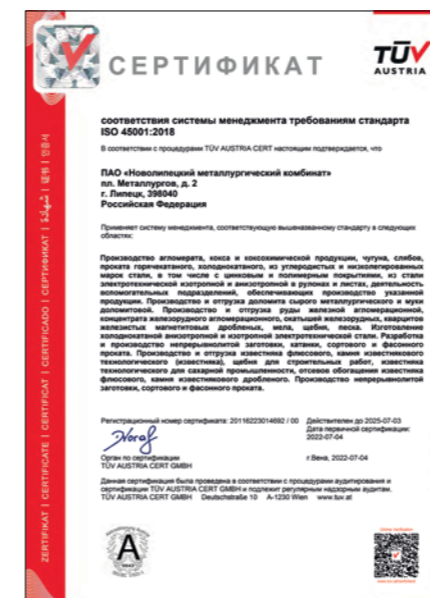 СЕРТИФИКАТ
TÜV
AUSTRIA
соответствия системы менеджмента требованиям стандарта
ISO 45001:2018
В соответствии с процедурами TÜV AUSTRIA CERT настоящим подтверждается, что
ПАО «Новолипецкий металлургический комбинат»
пл. Металлургов, д. 2
г. Липецк, 398040
Российская Федерация
Применяет систему менеджмента, соответствующую вышеназванному стандарту в следующих
областях:
Производство агломерата, кокса и коксохимической продукции, чугуна, слябов,
проката горячекатаного, холоднокатаного, из углеродистых и низколегированных
марок стали, в том числе с цинковым и полимерным покрытиями, из стали
электротехнической изотропной и анизотропной в рулонах и листах, деятельность
вспомогательных подразделений, обеспечивающих производство указанной
продукции. Производство и отгрузка доломита сырого металлургического и муки
доломитовой. Производство и отгрузка руды железной агломерационной,
концентрата железорудного агломерационного, окатышей железорудных, кварцитов
железистых магнетитовых дробленых, мела, щебня, песка. Изготовление
холоднокатаной анизотропной и изотропной электротехнической стали. Разработка
и производство непрерывнолитой заготовки, катанки, сортового и фасонного
проката. Производство и отгрузка известняка флюсового, камня известнякового
технологического (известняка), щебня для строительных работ, известняка
технологического для сахарной промышленности, отсевов обогащения известняка
флюсового, камня известнякового дробленого. Производство непрерывнолитой
заготовки, сортового и фасонного проката.
Регистрационный номер сертификата: 20116223014692 / 00
Действителен до 2025-07-03
Дата первичной сертификации:
2022-07-04
Орган по сертификации
TÜV AUSTRIA CERT GMBH
г.Вена, 2022-07-04
Данная сертификация была проведена в соответствии с процедурами аудитирования и
сертификации TÜV AUSTRIA CERT GMBH и подлежит регулярным надзорным аудитам.
TÜV AUSTRIA CERT GMBH Deutschstraße 10 A-1230 Wien www.tuv.at
ZERTIFIKAT | CERTIFICATE | CERTIFICAT | CERTIFICADO | СЕРТИФИКАТ | شهادة | 证书 | 인증서
A